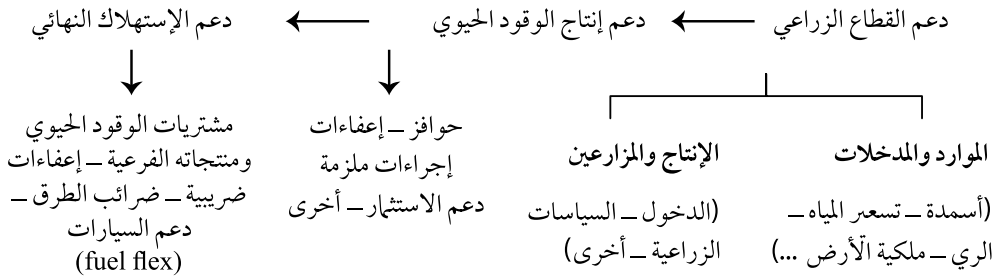 دعم القطاع الزراعي
دعم إنتاج الوقود الحيوي
دعم الإستهلاك النهائي
الموارد والمدخلات
(أسمدة – تسعير المياه –
الري – ملكية الأرض ...)
الإنتاج والمزارعين
(الدخول – السياسات
الزراعية – أخرى)
حوافز – إعفاءات
إجراءات ملزمة
دعم الاستثمار – أخرى
مشتريات الوقود الحيوي
ومنتجاته الفرعية – إعفاءات
ضريبية – ضرائب الطرق –
دعم السيارات
(fuel flex)